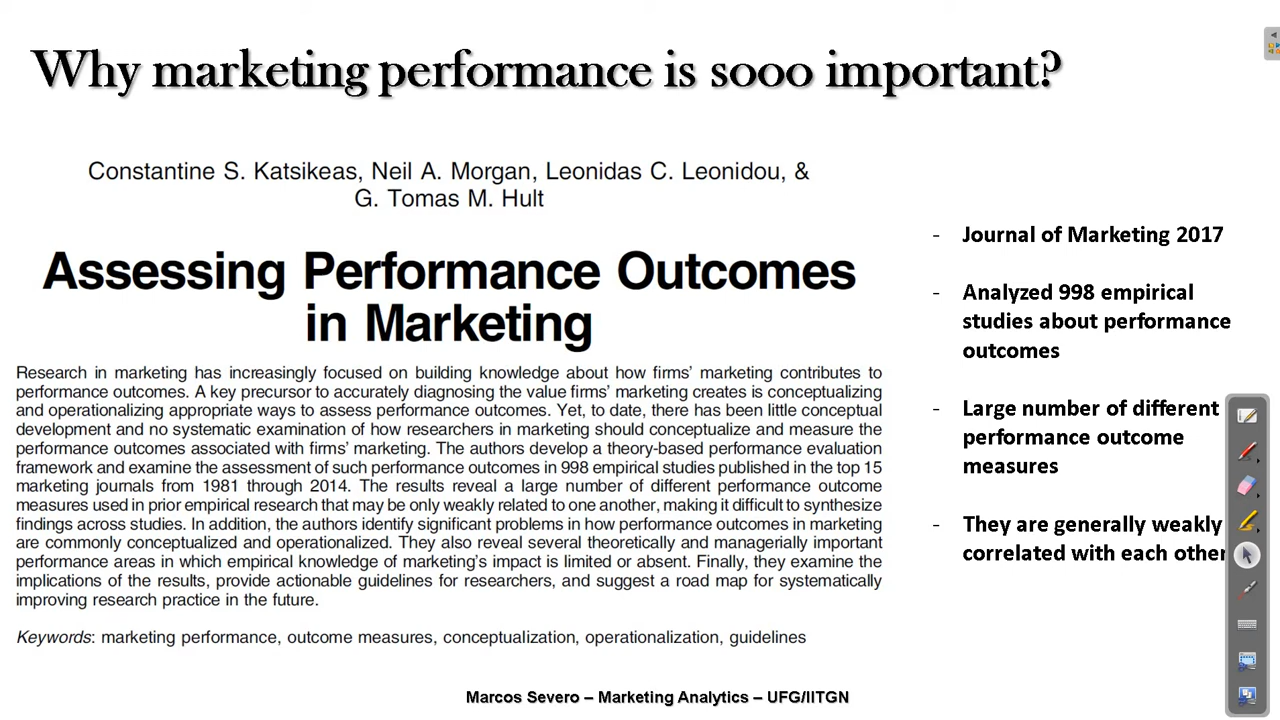 Why marketing performance is sooo important?
Constantine S. Katsikeas, Neil A. Morgan, Leonidas C. Leonidou, &
G. Tomas M. Hult
Assessing Performance Outcomes
in Marketing
Research in marketing has increasingly focused on building knowledge about how firms' marketing contributes to
performance outcomes. A key precursor to accurately diagnosing the value firms' marketing creates is conceptualizing
and operationalizing appropriate ways to assess performance outcomes. Yet, to date, there has been little conceptual
development and no systematic examination of how researchers in marketing should conceptualize and measure the
performance outcomes associated with firms' marketing. The authors develop a theory-based performance evaluation
framework and examine the assessment of such performance outcomes in 998 empirical studies published in the top 15
marketing journals from 1981 through 2014. The results reveal a large number of different performance outcome
measures used in prior empirical research that may be only weakly related to one another, making it difficult to synthesize
findings across studies. In addition, the authors identify significant problems in how performance outcomes in marketing
are commonly conceptualized and operationalized. They also reveal several theoretically and managerially important
performance areas in which empirical knowledge of marketing's impact is limited or absent. Finally, they examine the
implications of the results, provide actionable guidelines for researchers, and suggest a road map for systematically
improving research practice in the future.
Keywords: marketing performance, outcome measures, conceptualization, operationalization, guidelines
- Journal of Marketing 2017
- Analyzed 998 empirical
studies about performance
outcomes
- Large number of different
performance outcome
measures
- They are generally weakly
correlated with each other
Marcos Severo – Marketing Analytics – UFG/IITGN